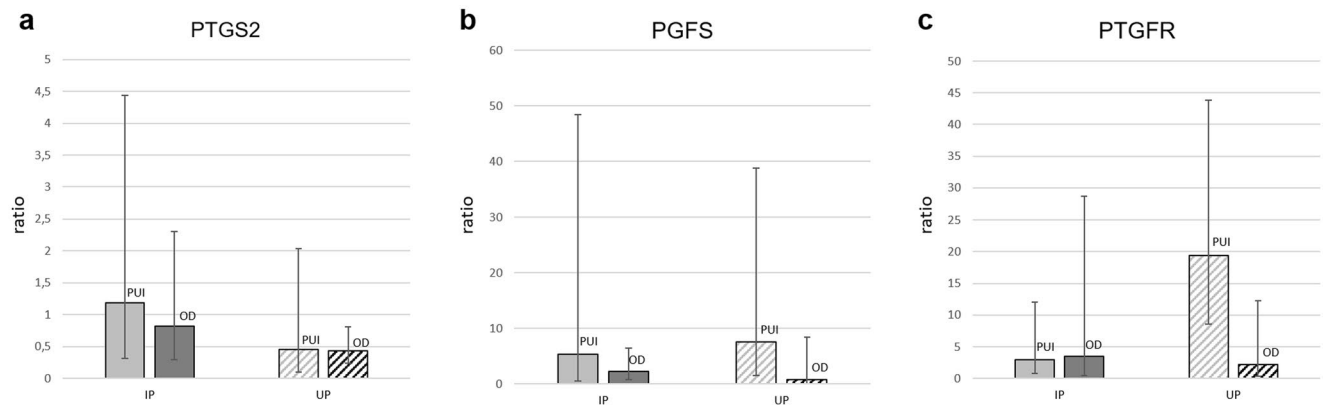 a
PTGS2
5
4,5
4
3,5
3
2,5
2
1,5
1
0,5
0
ratio
PUI
OD
PUI
OD
IP
UP
b
PGFS
60
50
40
30
20
10
0
ratio
PUI
OD
PUI
OD
IP
UP
c
PTGFR
50
45
40
35
30
25
20
15
10
5
0
ratio
PUI
OD
PUI
OD
IP
UP